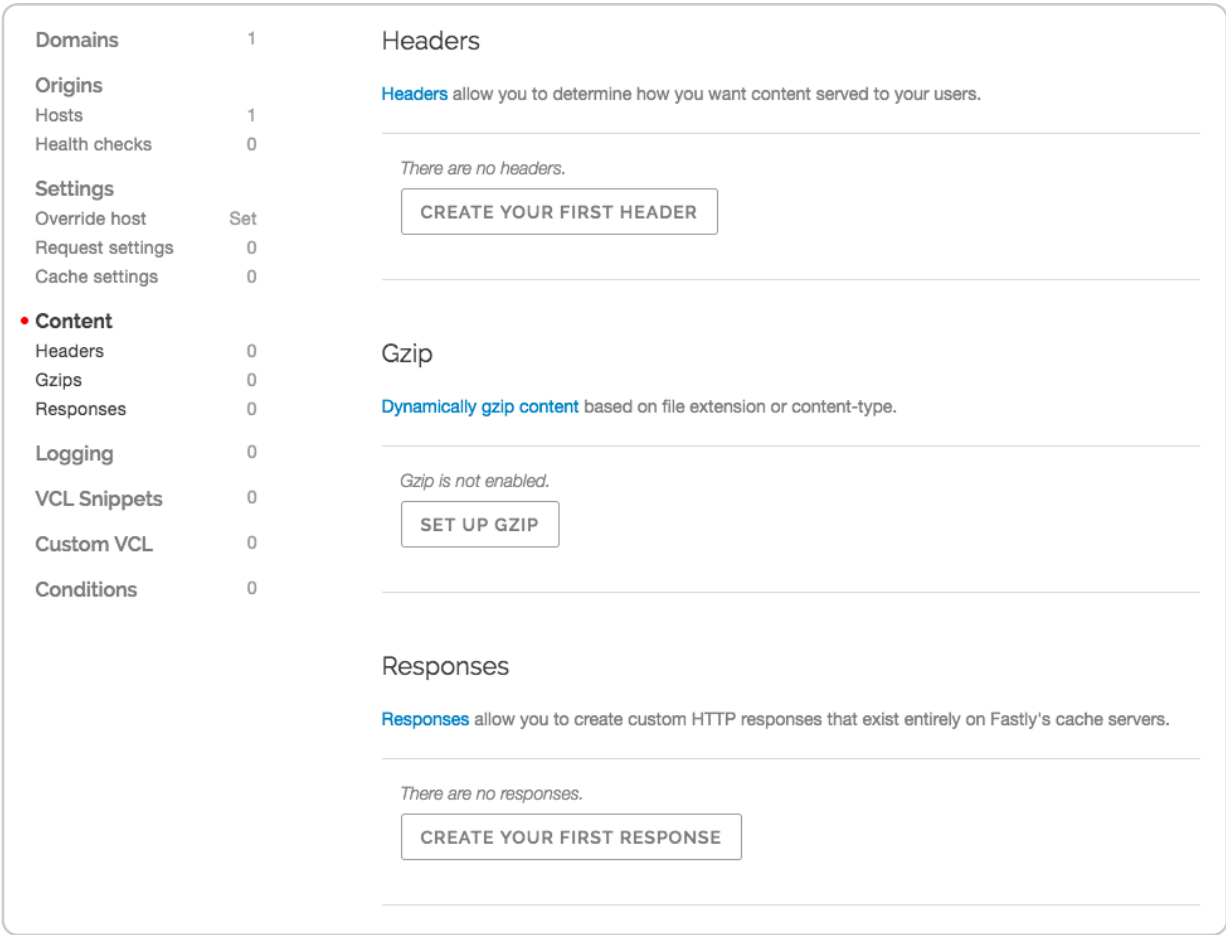 Domains 1
Origins
Hosts 1
Health checks 0
Settings
Override host Set
Request settings 0
Cache settings 0
Content
Headers 0
Gzips 0
Responses 0
Logging 0
VCL Snippets 0
Custom VCL 0
Conditions 0
Headers
Headers allow you to determine how you want content served to your users.
There are no headers.
CREATE YOUR FIRST HEADER
Gzip
Dynamically gzip content based on file extension or content-type.
Gzip is not enabled.
SET UP GZIP
Responses
Responses allow you to create custom HTTP responses that exist entirely on Fastly's cache servers.
There are no responses.
CREATE YOUR FIRST RESPONSE